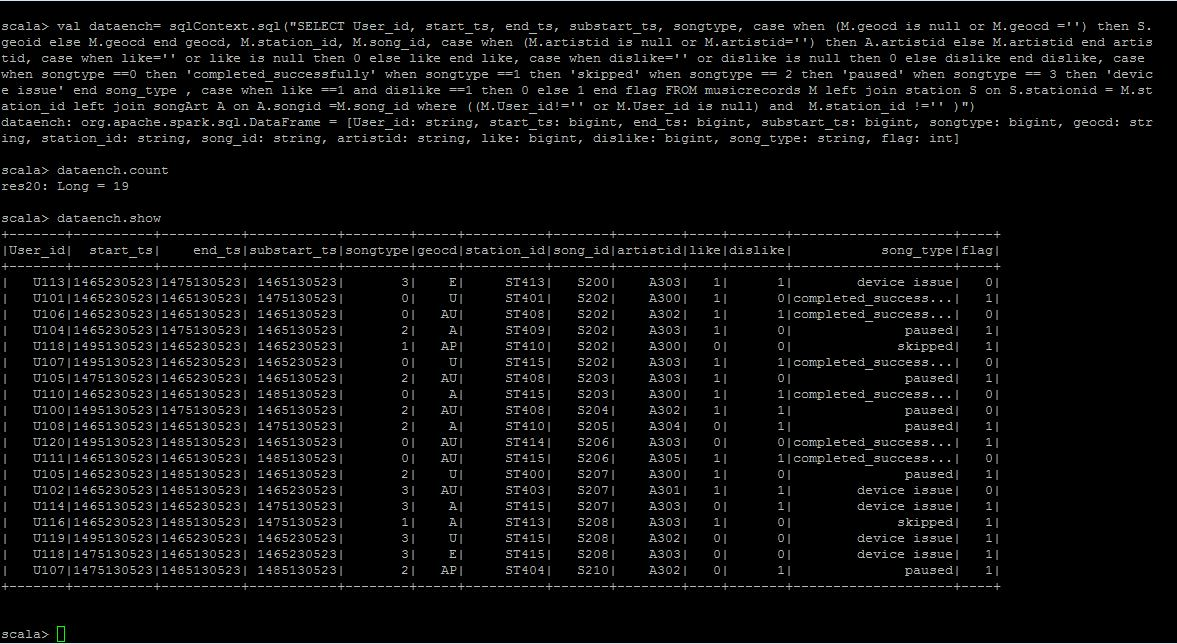 scala> val dataench= sqlContext.sql("SELECT User_id, start_ts, end_ts, substart_ts, songtype, case when (M.geocd is null or M.geocd ='') then S.
geoid else M.geocd end geocd, M.station_id, M.song_id, case when (M.artistid is null or M.artistid='') then A.artistid else M.artistid end artis
tid, case when like='' or like is null then 0 else like end like, case when dislike='' or dislike is null then 0 else dislike end dislike, case
when songtype ==0 then 'completed_successfully' when songtype ==1 then 'skipped' when songtype == 2 then 'paused' when songtype == 3 then 'devic
e issue' end song_type , case when like ==1 and dislike ==1 then 0 else 1 end flag FROM musicrecords M left join station S on S.stationid = M.st
ation_id left join songArt A on A.songid =M.song_id where ((M.User_id!='' or M.User_id is null) and  M.station_id !='' )")
dataench: org.apache.spark.sql.DataFrame = [User_id: string, start_ts: bigint, end_ts: bigint, substart_ts: bigint, songtype: bigint, geocd: str
ing, station_id: string, song_id: string, artistid: string, like: bigint, dislike: bigint, song_type: string, flag: int]
scala> dataench.count
res20: Long = 19
scala> dataench.show
+-------+----------+----------+-----------+--------+-----+----------+-------+--------+----+-------+--------------------+----+
|User_id|  start_ts|    end_ts|substart_ts|songtype|geocd|station_id|song_id|artistid|like|dislike|           song_type|flag|
+-------+----------+----------+-----------+--------+-----+----------+-------+--------+----+-------+--------------------+----+
|   U113|1465230523|1475130523| 1465130523|       3|    E|     ST413|   S200|    A303|   1|      1|        device issue|   0|
|   U101|1465230523|1465130523| 1475130523|       0|    U|     ST401|   S202|    A300|   1|      0|completed_success...|   1|
|   U106|1465130523|1465130523| 1465230523|       0|   AU|     ST408|   S202|    A302|   1|      1|completed_success...|   0|
|   U104|1465230523|1475130523| 1465130523|       2|    A|     ST409|   S202|    A303|   1|      0|              paused|   1|
|   U118|1495130523|1465230523| 1465230523|       1|   AP|     ST410|   S202|    A300|   0|      0|             skipped|   1|
|   U107|1495130523|1465230523| 1465130523|       0|    U|     ST415|   S202|    A303|   1|      1|completed_success...|   0|
|   U105|1475130523|1465230523| 1465230523|       2|   AU|     ST408|   S203|    A303|   1|      0|              paused|   1|
|   U110|1465230523|1465130523| 1485130523|       0|    A|     ST415|   S203|    A300|   1|      1|completed_success...|   0|
|   U100|1495130523|1475130523| 1465230523|       2|   AU|     ST408|   S204|    A302|   1|      1|              paused|   0|
|   U108|1465130523|1465130523| 1475130523|       2|    A|     ST410|   S205|    A304|   1|      0|              paused|   1|
|   U120|1495130523|1485130523| 1465130523|       0|   AU|     ST414|   S206|    A303|   0|      0|completed_success...|   1|
|   U111|1465130523|1465130523| 1485130523|       0|   AU|     ST415|   S206|    A305|   0|      1|completed_success...|   1|
|   U105|1465230523|1485130523| 1465130523|       2|    U|     ST400|   S207|    A300|   1|      0|              paused|   1|
|   U102|1465230523|1485130523| 1465230523|       3|   AU|     ST403|   S207|    A301|   1|      1|        device issue|   0|
|   U114|1465230523|1485130523| 1475130523|       3|    A|     ST415|   S207|    A303|   0|      1|        device issue|   1|
|   U116|1465230523|1485130523| 1475130523|       1|    A|     ST413|   S208|    A303|   1|      0|             skipped|   1|
|   U119|1495130523|1465130523| 1465230523|       3|    U|     ST415|   S208|    A302|   0|      0|        device issue|   1|
|   U118|1475130523|1465130523| 1465230523|       3|    E|     ST415|   S208|    A303|   0|      0|        device issue|   1|
|   U107|1475130523|1485130523| 1485130523|       2|   AP|     ST404|   S210|    A302|   0|      1|              paused|   1|
+-------+----------+----------+-----------+--------+-----+----------+-------+--------+----+-------+--------------------+----+
scala>